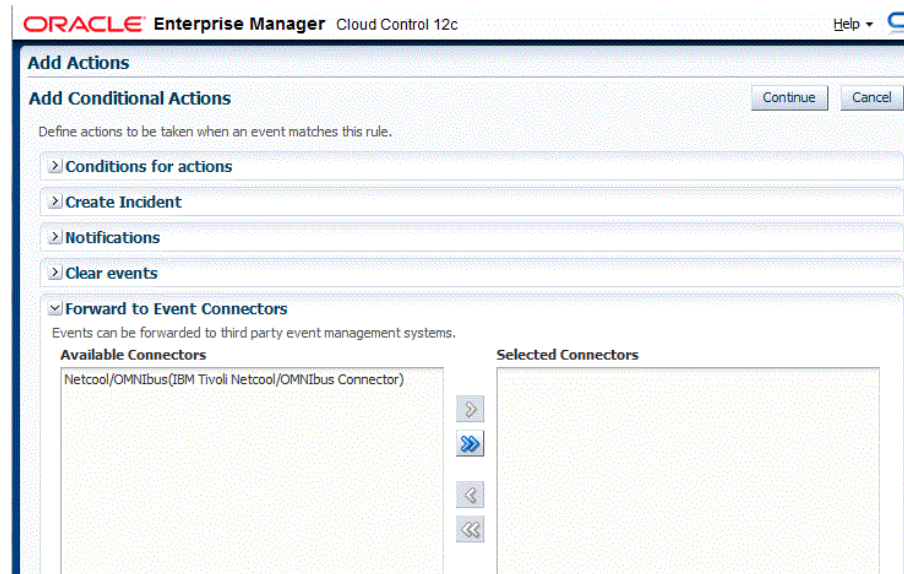 ORACLE Enterprise Manager Cloud Control 12c Help
Add Actions
Add Conditional Actions Continue Cancel
Define actions to be taken when an event matches this rule.
Conditions for actions
Create Incident
Notifications
Clear events
Forward to Event Connectors
Events can be forwarded to third party event management systems.
Available Connectors Selected Connectors
Netcool/OMNIbus(IBM Tivoli Netcool/OMNIbus Connector)